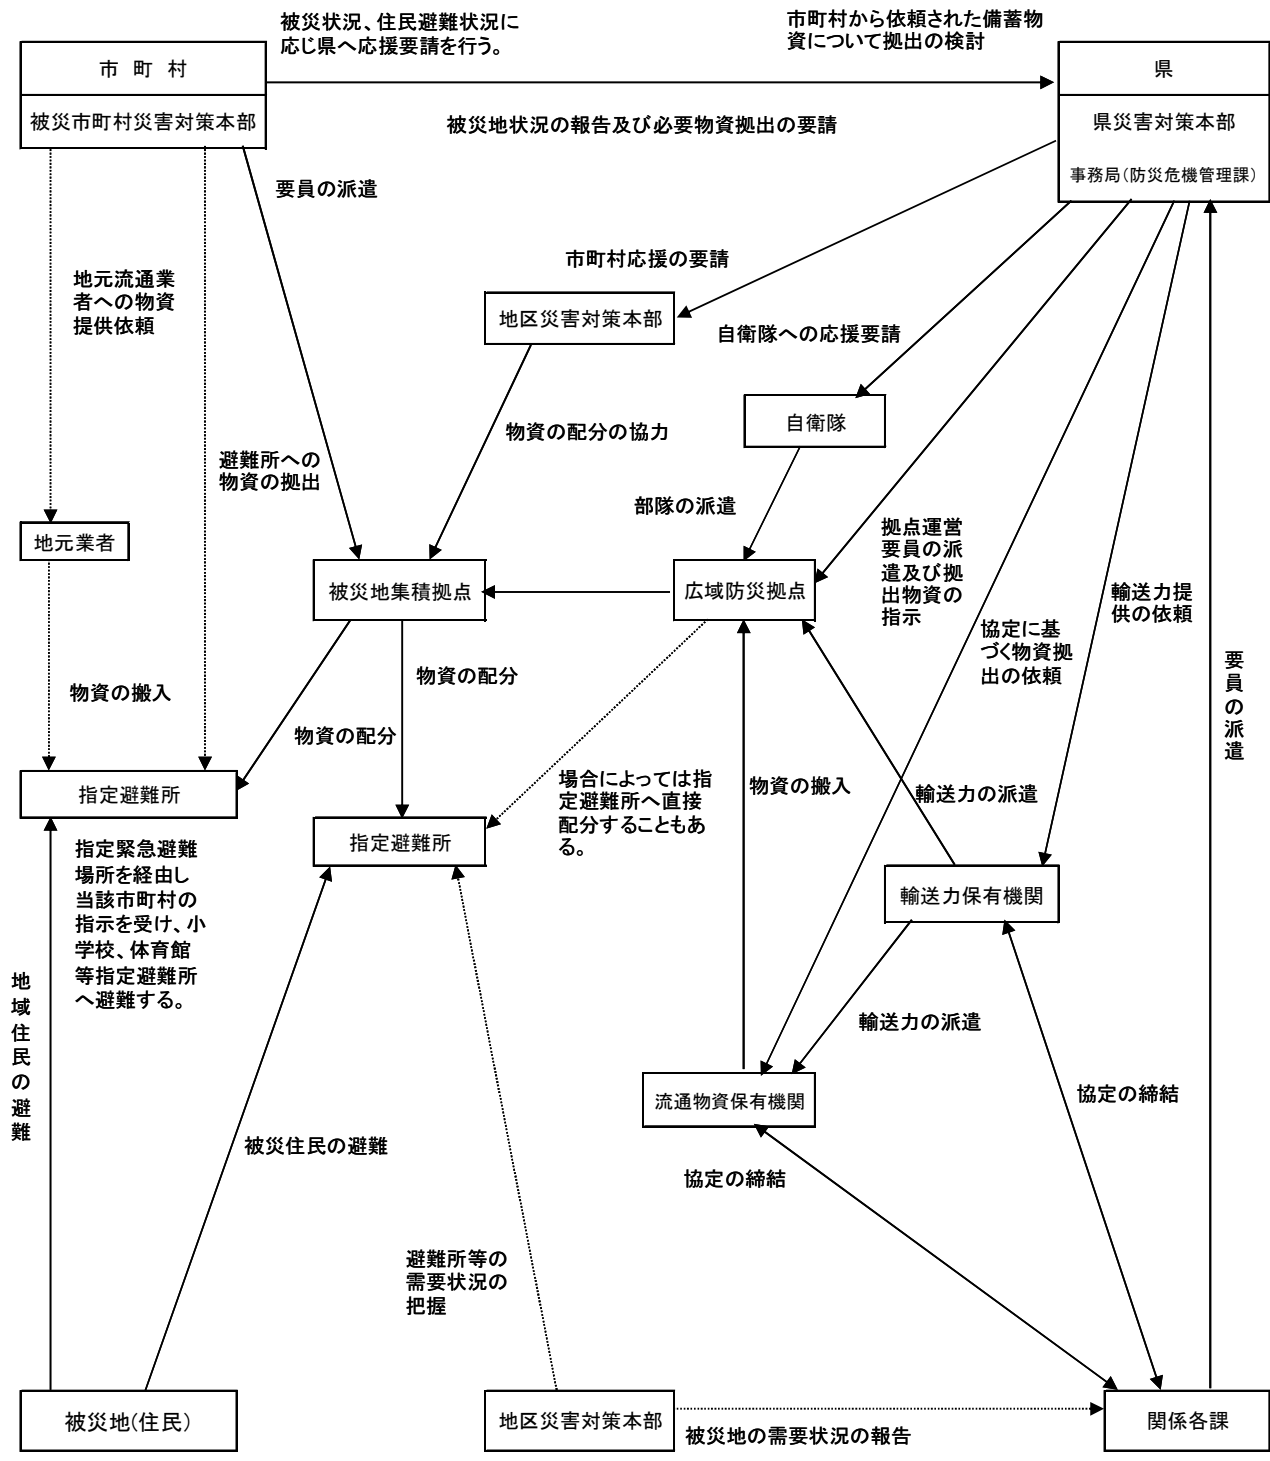 被災状況、住民避難状況に
応じ県へ応援要請を行う。
市町村から依頼された備蓄物
資について拠出の検討
市 町 村
被災市町村災害対策本部
県
県災害対策本部
事務局(防災危機管理課)
被災地状況の報告及び必要物資拠出の要請
要員の派遣
地元流通業
者への物資
提供依頼
市町村応援の要請
地区災害対策本部
自衛隊への応援要請
自衛隊
物資の配分の協力
避難所への
物資の拠出
部隊の派遣
拠点運営
要員の派
遣及び拠
出物資の
指示
地元業者
被災地集積拠点
広域防災拠点
輸送力提
供の依頼
協定に基
づく物資拠
出の依頼
要員の派遣
物資の搬入
物資の配分
物資の配分
指定避難所
場合によっては指
定避難所へ直接
配分することもあ
る。
物資の搬入
輸送力の派遣
指定避難所
指定緊急避難
場所を経由し
当該市町村の
指示を受け、小
学校、体育館
等指定避難所
へ避難する。
輸送力保有機関
地域住民の避難
輸送力の派遣
流通物資保有機関
協定の締結
被災住民の避難
協定の締結
避難所等の
需要状況の
把握
被災地(住民)
地区災害対策本部
被災地の需要状況の報告
関係各課